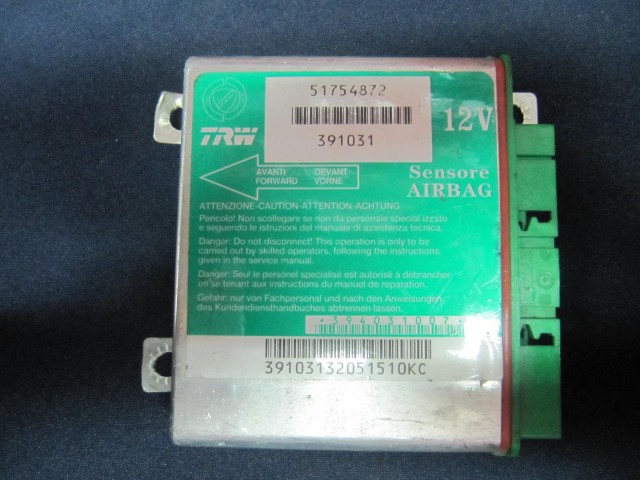 51754872
391031
12V
TRW
AVANTI DEVANT
FORWARD VORNE
Sensore
AIRBAG
ATTENZIONE-CAUTION-ATTENTION-ACHTUNG
Pericolo! Non scollegare se non da personale special izzato
e seguendo le istruzioni del manuale di assistenza tecnica.
Danger: Do not disconnect! This operation is only to be
carried out by skilled operators, following the instructions
given in the service manual.
Danger: Seul le personel specialisé est autorisé à débrancher
en se tenant aux instructions du manuel de reparation.
Gefahr: nur von Fachpersonal und nach den Anweisungen
des Kundendiensthandbuches abtrennen lassen.
*394031007*
39103132051510KC